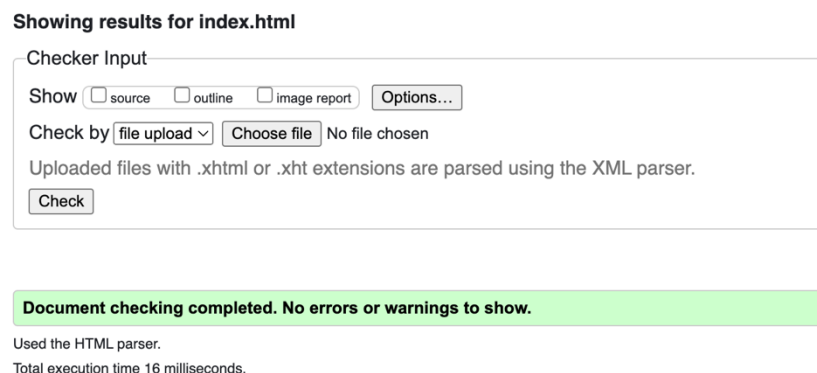 Showing results for index.html
Checker Input
Show source outline image report Options...
Check by file upload Choose file No file chosen
Uploaded files with .xhtml or .xht extensions are parsed using the XML parser.
Check
Document checking completed. No errors or warnings to show.
Used the HTML parser.
Total execution time 16 milliseconds.